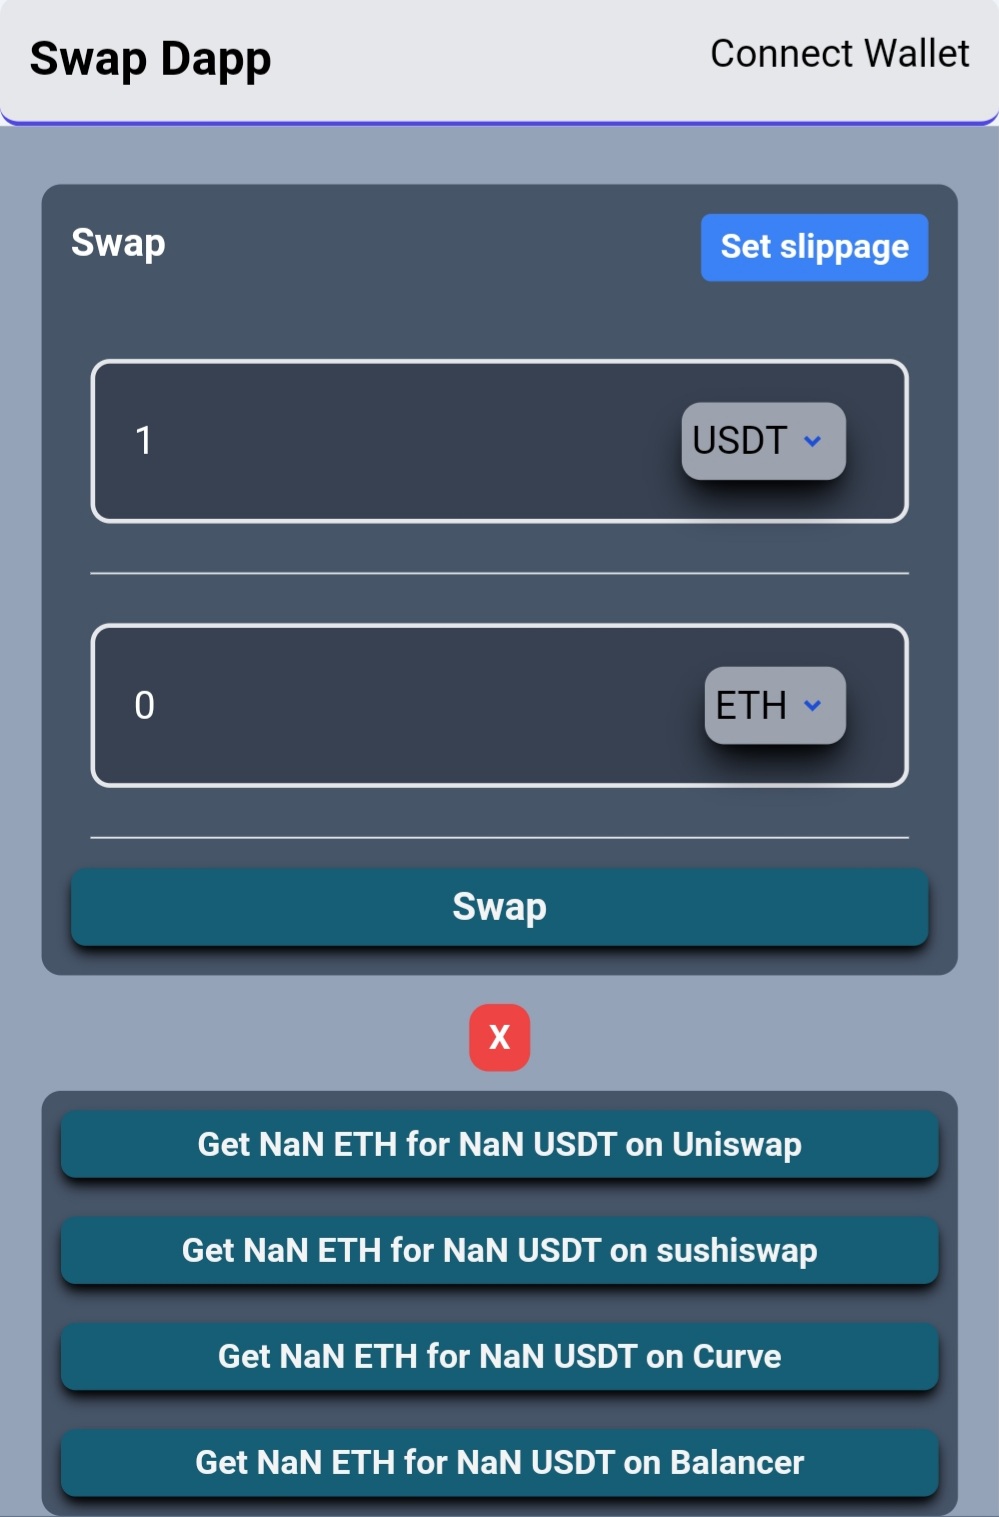 Swap Dapp
Connect Wallet
Swap
Set slippage
1
USDT
0
ETH
Swap
X
Get NaN ETH for NaN USDT on Uniswap
Get NaN ETH for NaN USDT on sushiswap
Get NaN ETH for NaN USDT on Curve
Get NaN ETH for NaN USDT on Balancer